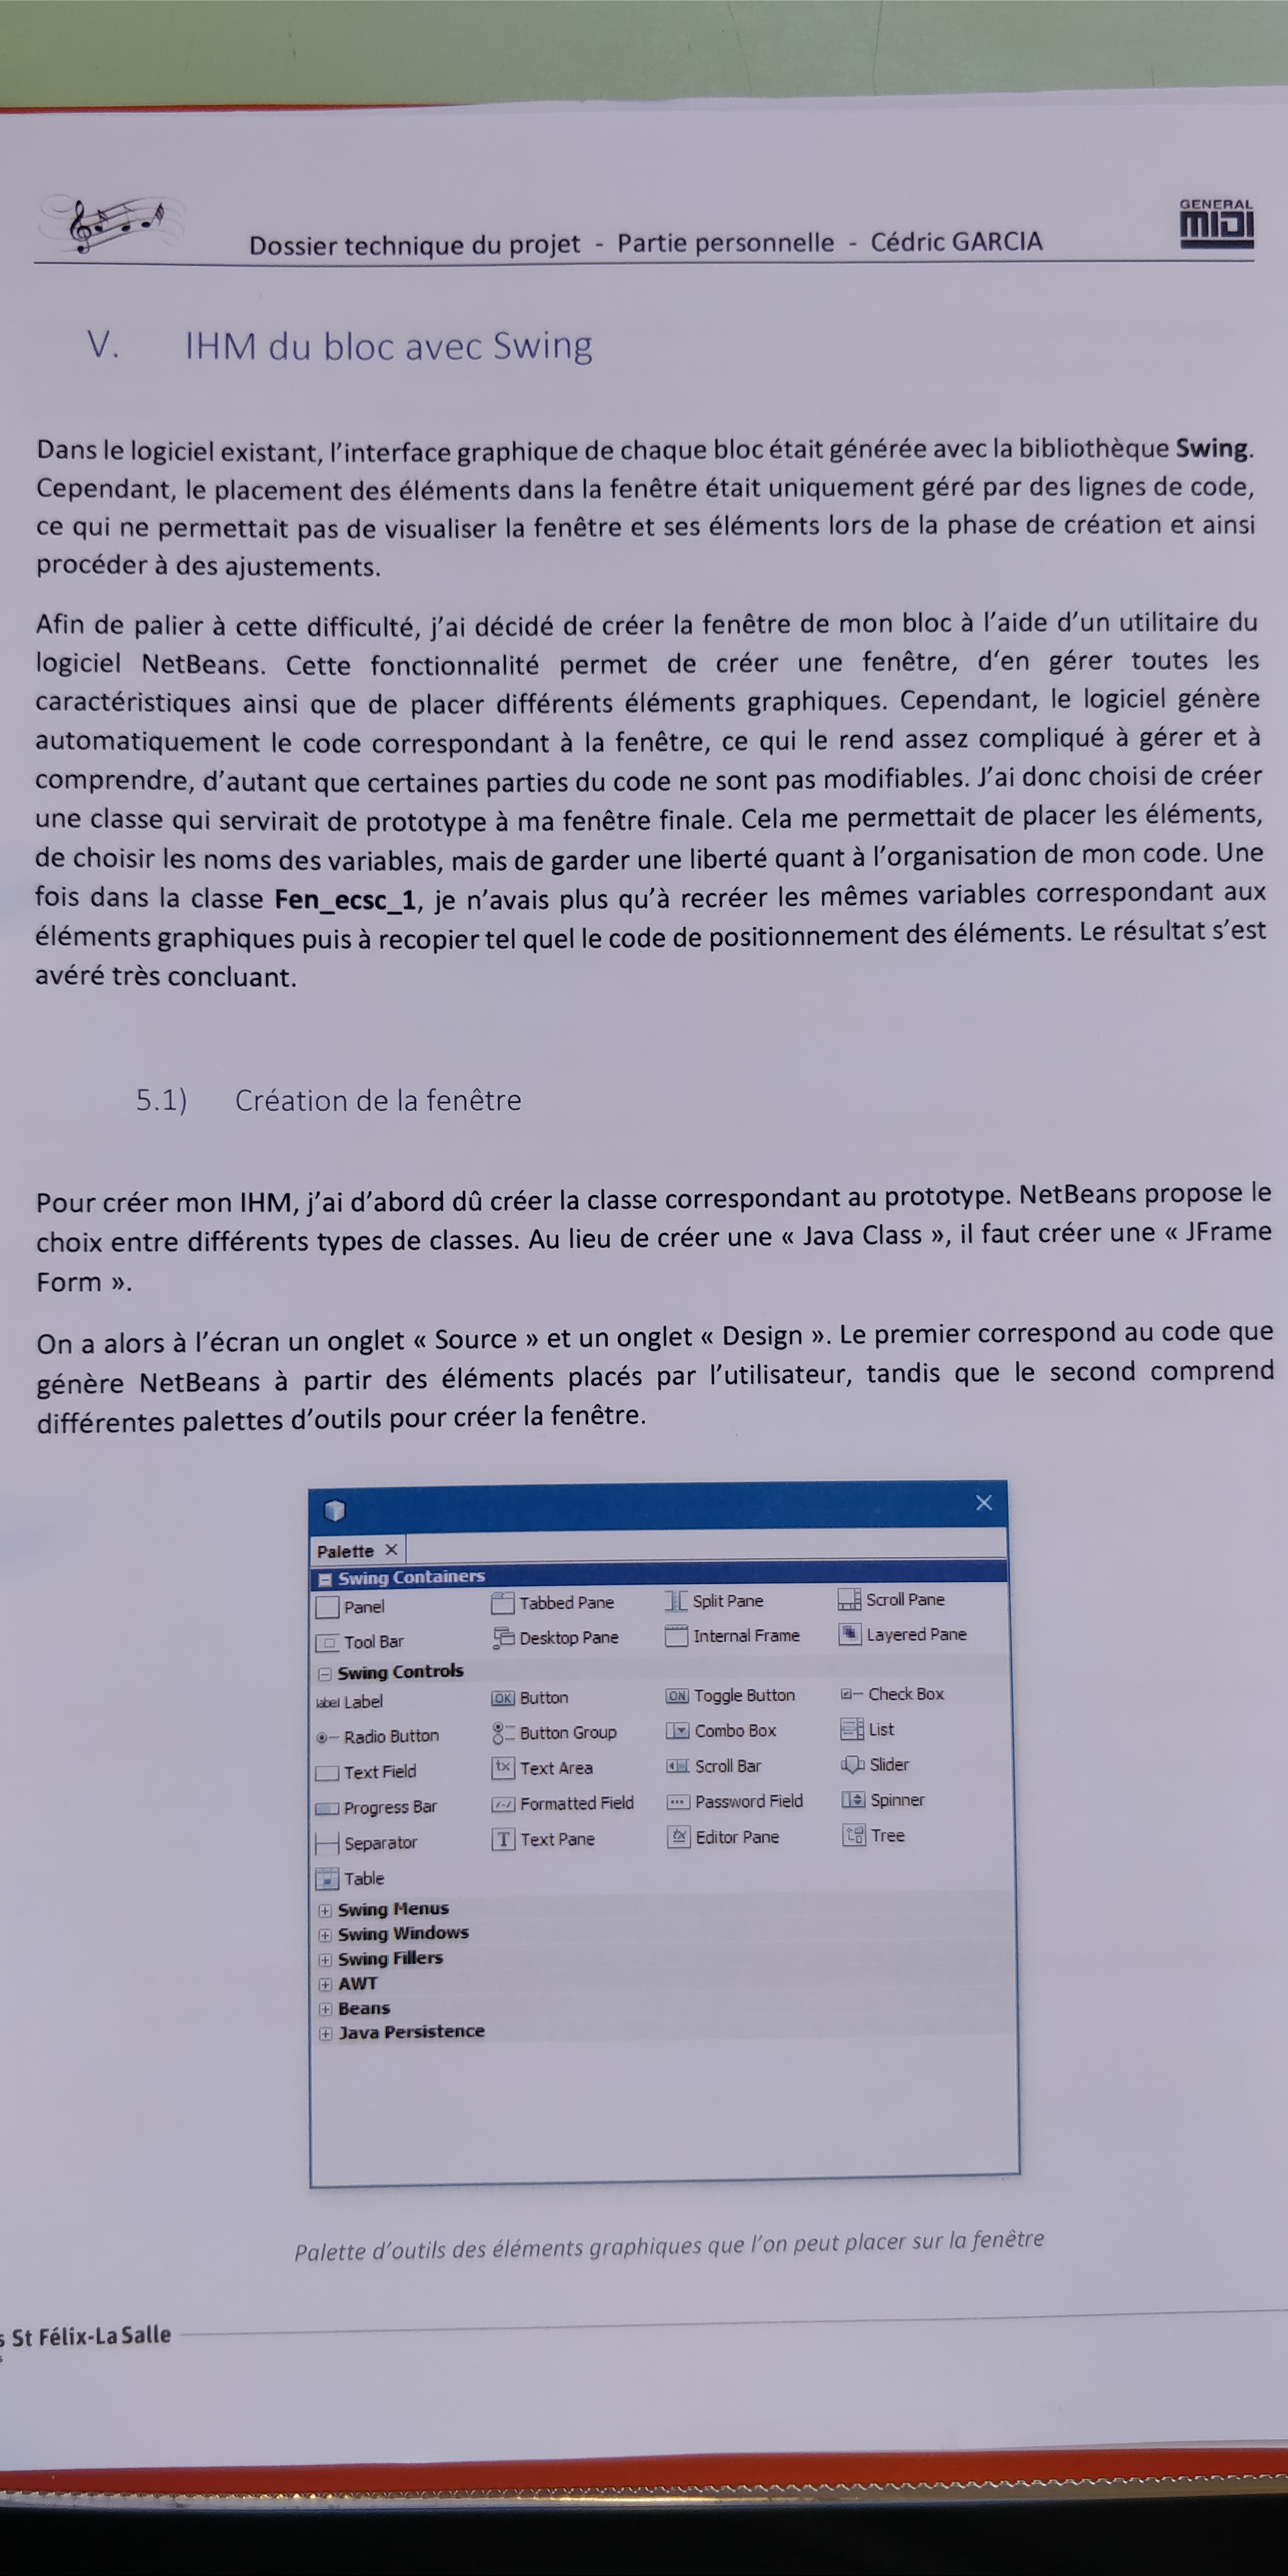 GENERAL
MIDI
Dossier technique du projet - Partie personnelle - Cédric GARCIA
V. IHM du bloc avec Swing
Dans le logiciel existant, l'interface graphique de chaque bloc était générée avec la bibliothèque Swing.
Cependant, le placement des éléments dans la fenêtre était uniquement géré par des lignes de code,
ce qui ne permettait pas de visualiser la fenêtre et ses éléments lors de la phase de création et ainsi
procéder à des ajustements.
Afin de palier à cette difficulté, j'ai décidé de créer la fenêtre de mon bloc à l'aide d'un utilitaire du
logiciel NetBeans. Cette fonctionnalité permet de créer une fenêtre, d'en gérer toutes les
caractéristiques ainsi que de placer différents éléments graphiques. Cependant, le logiciel génère
automatiquement le code correspondant à la fenêtre, ce qui le rend assez compliqué à gérer et à
comprendre, d'autant que certaines parties du code ne sont pas modifiables. J'ai donc choisi de créer
une classe qui servirait de prototype à ma fenêtre finale. Cela me permettait de placer les éléments,
de choisir les noms des variables, mais de garder une liberté quant à l'organisation de mon code. Une
fois dans la classe Fen_ecsc_1, je n'avais plus qu'à recréer les mêmes variables correspondant aux
éléments graphiques puis à recopier tel quel le code de positionnement des éléments. Le résultat s'est
avéré très concluant.
5.1) Création de la fenêtre
Pour créer mon IHM, j'ai d'abord dû créer la classe correspondant au prototype. NetBeans propose le
choix entre différents types de classes. Au lieu de créer une « Java Class », il faut créer une « JFrame
Form ».
On a alors à l'écran un onglet « Source » et un onglet « Design ». Le premier correspond au code que
génère NetBeans à partir des éléments placés par l'utilisateur, tandis que le second comprend
différentes palettes d'outils pour créer la fenêtre.
Palette
Swing Containers
Panel Tabbed Pane Split Pane Scroll Pane
Tool Bar Desktop Pane Internal Frame Layered Pane
Swing Controls
label Label OK Button ON Toggle Button Check Box
Radio Button Button Group Combo Box List
Text Field tx Text Area Scroll Bar Slider
Progress Bar Formatted Field Password Field Spinner
Separator T Text Pane tx Editor Pane Tree
Table
Swing Menus
Swing Windows
Swing Fillers
AWT
Beans
Java Persistence
Palette d'outils des éléments graphiques que l'on peut placer sur la fenêtre
s St Félix-La Salle